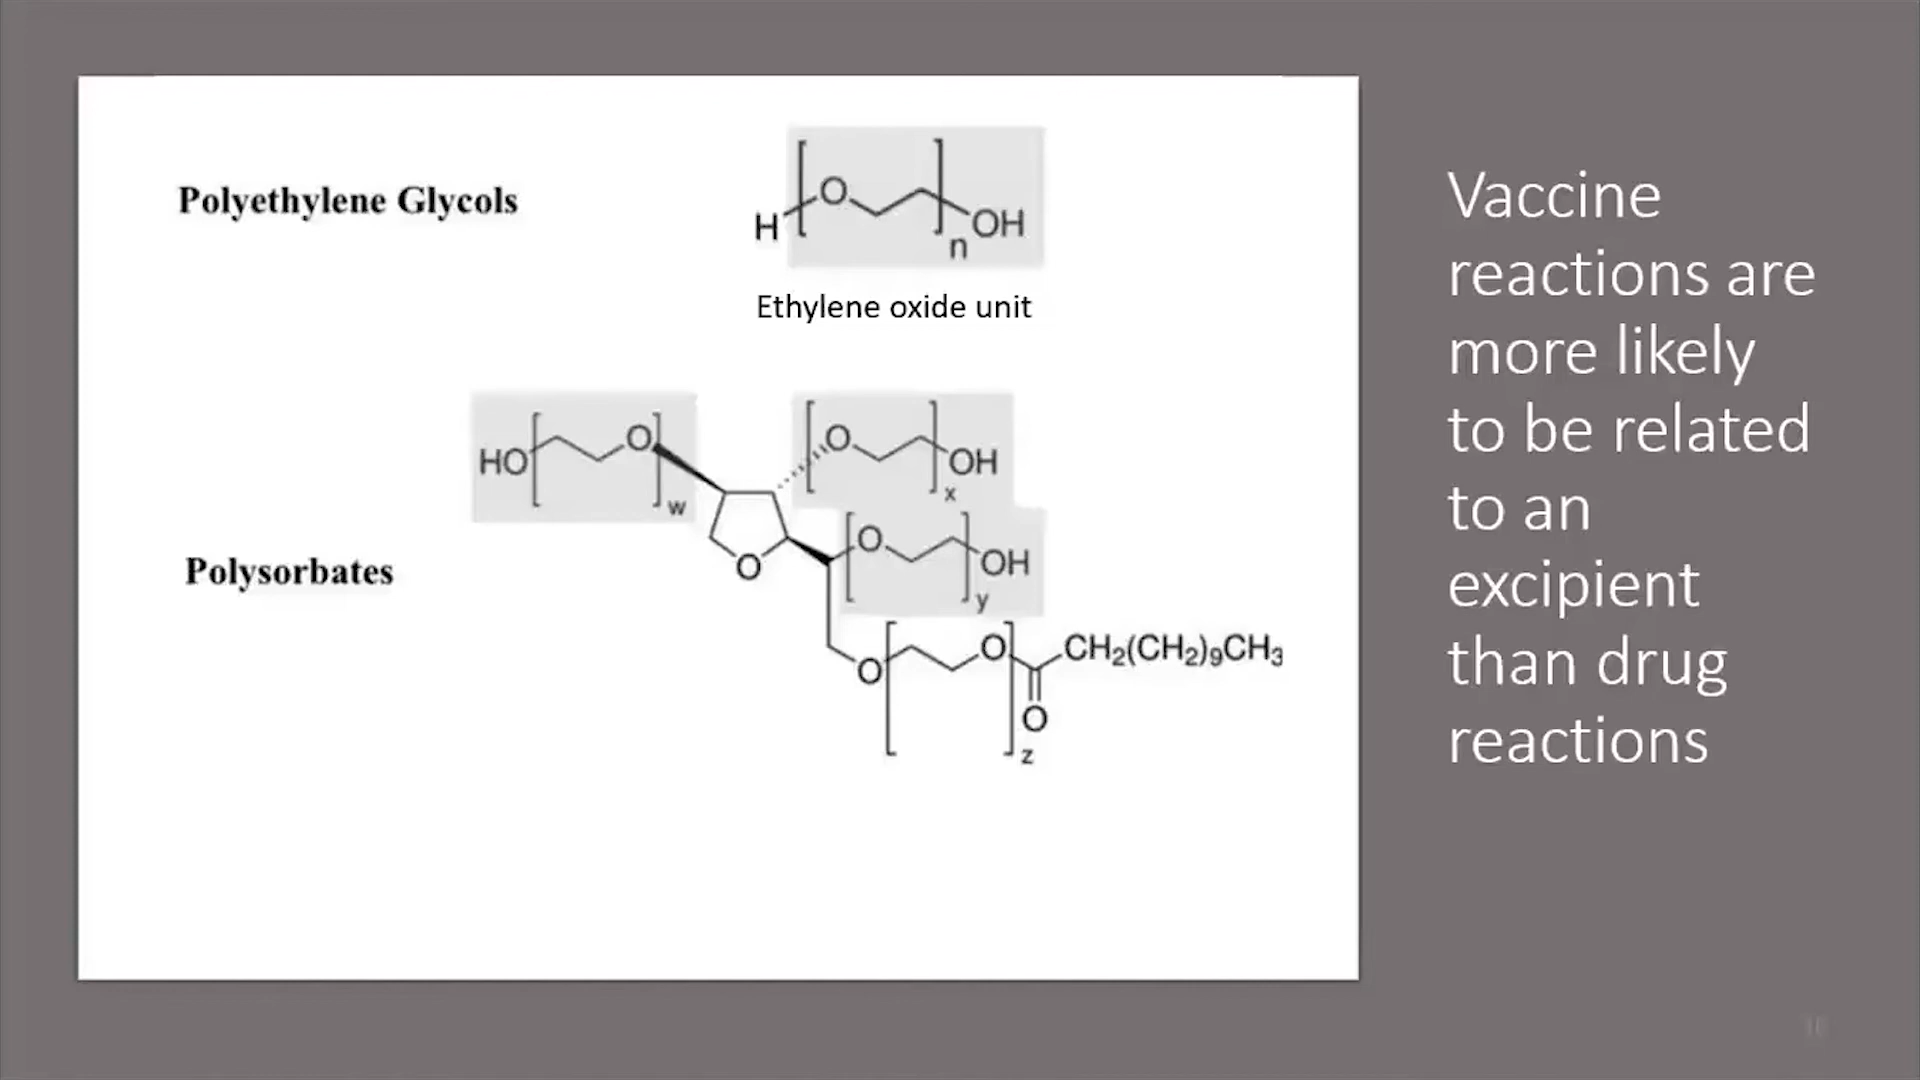 Polyethylene Glycols
H [ O ] n OH
Ethylene oxide unit
HO [ O ] w
[ O ] x OH
[ O ] y OH
O
Polysorbates
O [ O ] z CH₂(CH₂)₉CH₃
O
Vaccine
reactions are
more likely
to be related
to an
excipient
than drug
reactions